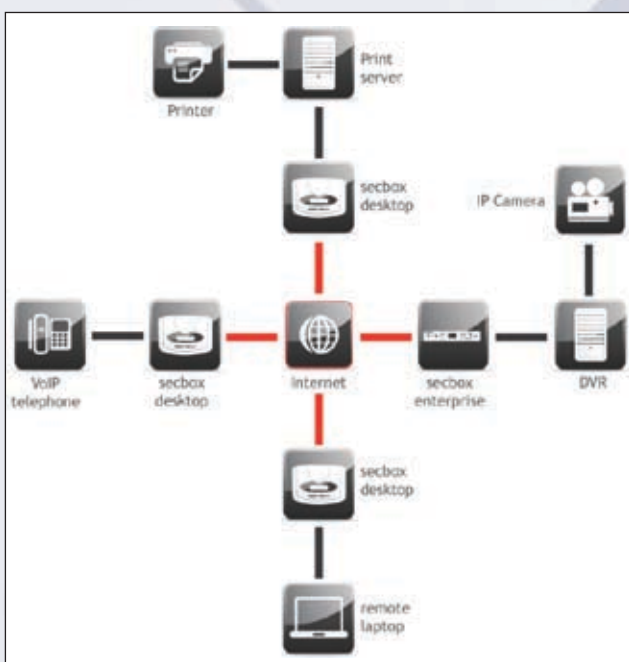 Printer
Print
server
secbox
desktop
IP Camera
VoIP
telephone
secbox
desktop
Internet
secbox
enterprise
DVR
secbox
desktop
remote
laptop